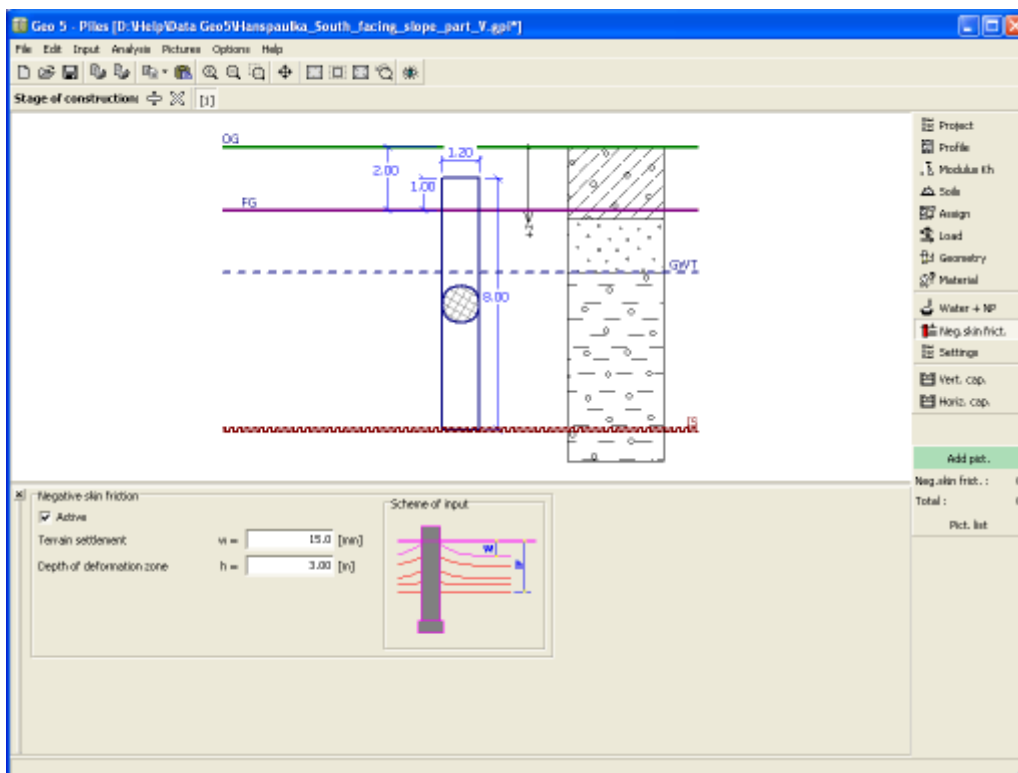 Geo 5 - Piles [D:\Help\Data Geo5\Hanspaulka_South_facing_slope_part_V.gpi*]
File Edit Input Analysis Pictures Options Help
Stage of construction: [1]
OG
1.20
2.00
1.00
FG
+z
GWT
8.00
IS
Project
Profile
Modulus Kh
Soils
Assign
Load
Geometry
Material
Water + NP
Neg.skin frict.
Settings
Vert. cap.
Horiz. cap.
Add pict.
Neg.skin frict. : 0
Total : 0
Pict. list
Negative skin friction
Active
Terrain settlement w = 15.0 [mm]
Depth of deformation zone h = 3.00 [m]
Scheme of input
w
h